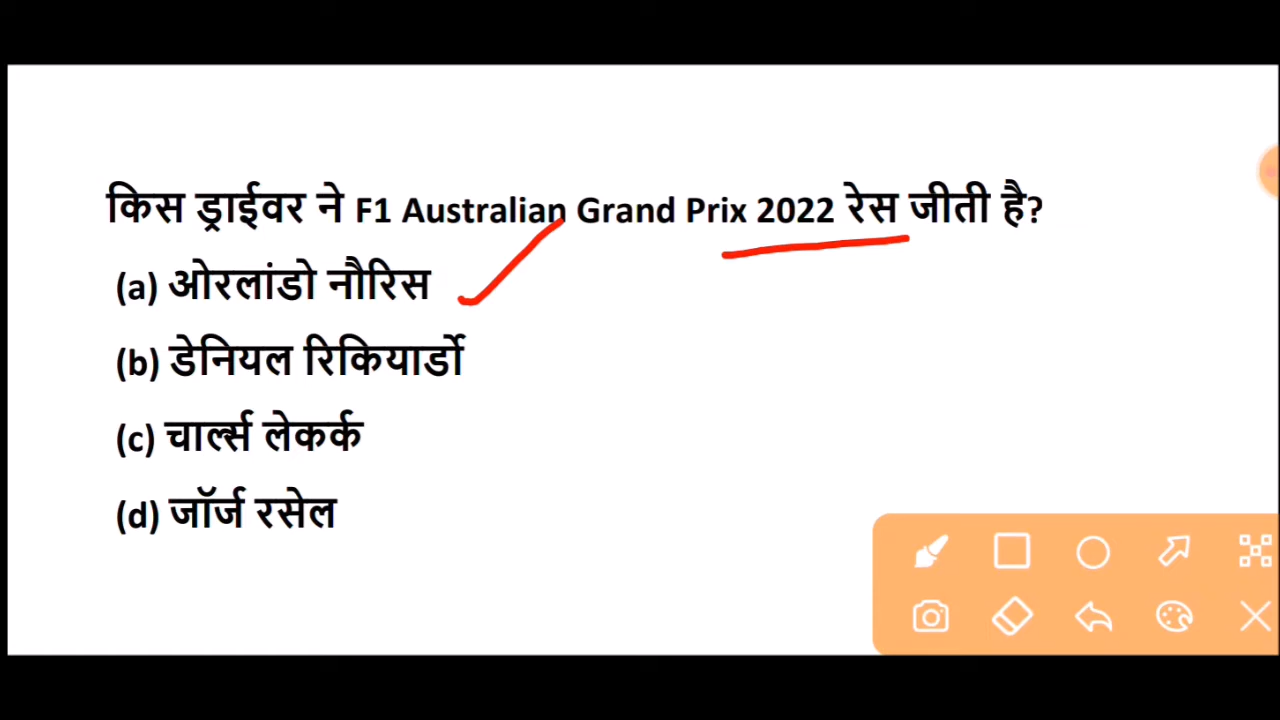 किस ड्राईवर ने F1 Australian Grand Prix 2022 रेस जीती है?
(a) ओरलांडो नौरिस
(b) डेनियल रिकियार्डो
(c) चार्ल्स लेकर्क
(d) जॉर्ज रसेल